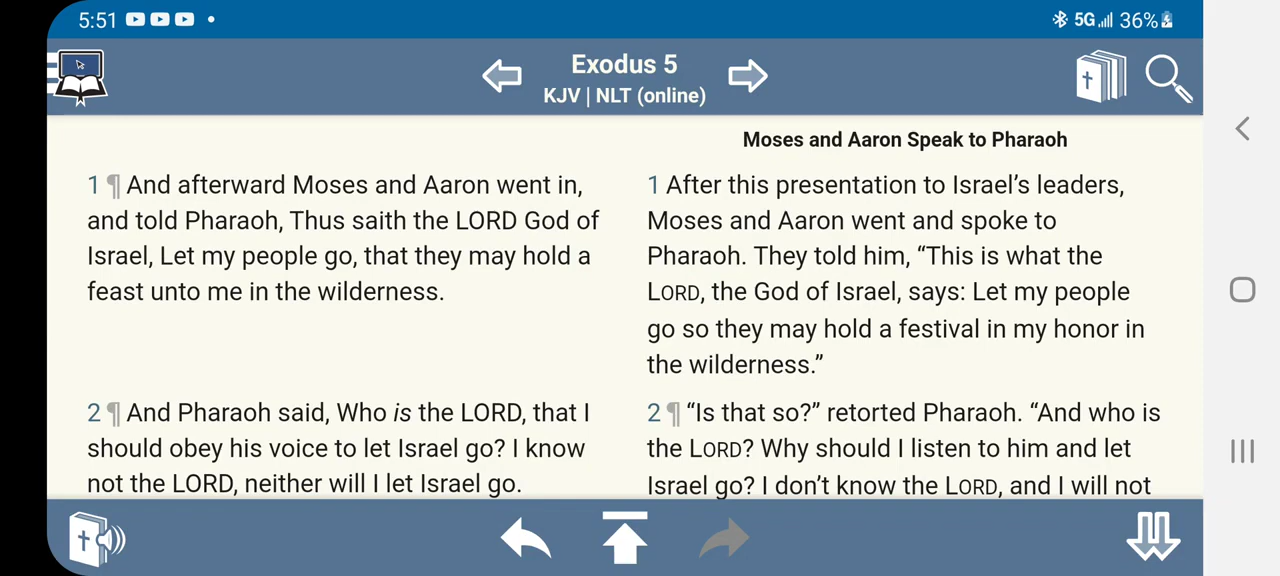 5:51
5G 36%
Exodus 5
KJV | NLT (online)
1 ¶ And afterward Moses and Aaron went in,
and told Pharaoh, Thus saith the LORD God of
Israel, Let my people go, that they may hold a
feast unto me in the wilderness.
2 ¶ And Pharaoh said, Who is the LORD, that I
should obey his voice to let Israel go? I know
not the LORD, neither will I let Israel go.
Moses and Aaron Speak to Pharaoh
1 After this presentation to Israel’s leaders,
Moses and Aaron went and spoke to
Pharaoh. They told him, “This is what the
LORD, the God of Israel, says: Let my people
go so they may hold a festival in my honor in
the wilderness.”
2 ¶ “Is that so?” retorted Pharaoh. “And who is
the LORD? Why should I listen to him and let
Israel go? I don’t know the LORD, and I will not